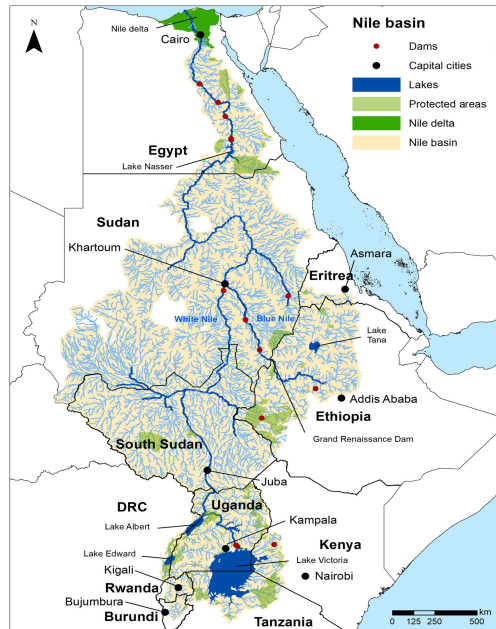 Nile delta
Cairo
Nile basin
Dams
Capital cities
Lakes
Protected areas
Nile delta
Nile basin
Egypt
Lake Nasser
Sudan
Khartoum
Asmara
Eritrea
White Nile
Blue Nile
Lake
Tana
Addis Ababa
Ethiopia
Grand Renaissance Dam
South Sudan
Juba
DRC
Uganda
Lake Albert
Kampala
Kenya
Lake Edward
Lake Victoria
Kigali
Nairobi
Rwanda
Bujumbura
Burundi
Tanzania
0
500
km